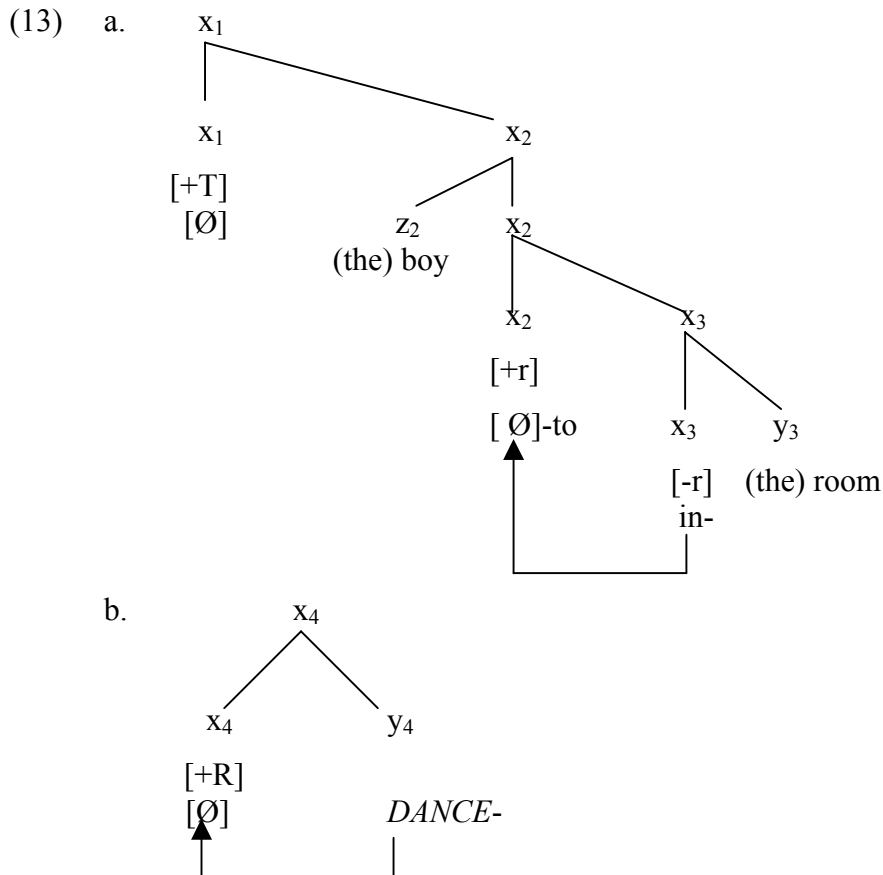 (13) a. x₁
x₁ x₂
[+T]
[Ø] z₂ x₂
(the) boy
x₂ x₃
[+r]
[ Ø]-to x₃ y₃
[-r] (the) room
in-
b. x₄
x₄ y₄
[+R]
[Ø] DANCE-